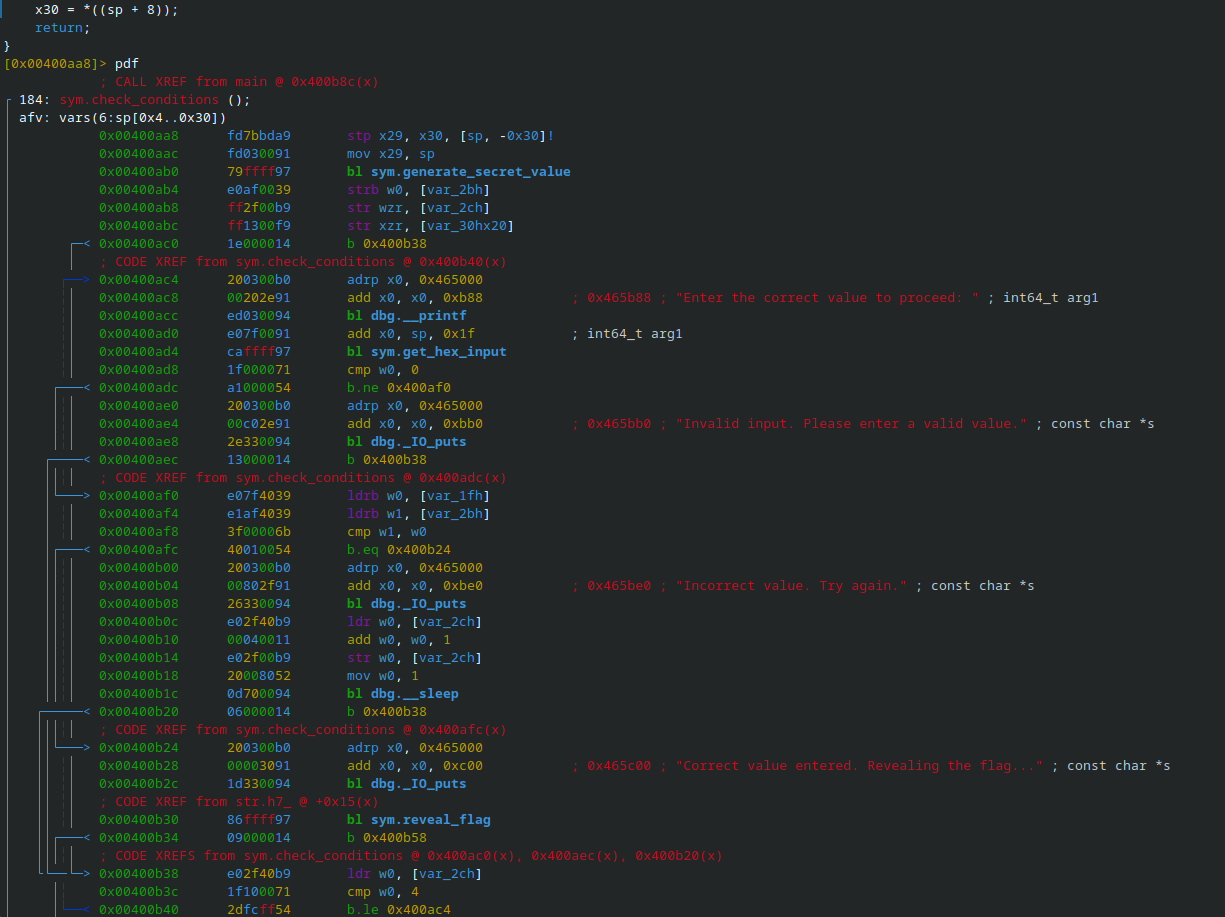 x30 = *((sp + 8));
return;
}
[0x00400aa8]> pdf
; CALL XREF from main @ 0x400b8c(x)
184: sym.check_conditions ();
afv: vars(6:sp[0x4..0x30])
0x00400aa8 fd7bbda9 stp x29, x30, [sp, -0x30]!
0x00400aac fd030091 mov x29, sp
0x00400ab0 79ffff97 bl sym.generate_secret_value
0x00400ab4 e0af0039 strb w0, [var_2bh]
0x00400ab8 ff2f00b9 str wzr, [var_2ch]
0x00400abc ff1300f9 str xzr, [var_30hx20]
0x00400ac0 1e000014 b 0x400b38
; CODE XREF from sym.check_conditions @ 0x400b40(x)
0x00400ac4 200300b0 adrp x0, 0x465000
0x00400ac8 00202e91 add x0, x0, 0xb88 ; 0x465b88 ; "Enter the correct value to proceed: " ; int64_t arg1
0x00400acc ed030094 bl dbg.__printf
0x00400ad0 e07f0091 add x0, sp, 0x1f ; int64_t arg1
0x00400ad4 caffff97 bl sym.get_hex_input
0x00400ad8 1f000071 cmp w0, 0
0x00400adc a1000054 b.ne 0x400af0
0x00400ae0 200300b0 adrp x0, 0x465000
0x00400ae4 00c02e91 add x0, x0, 0xbb0 ; 0x465bb0 ; "Invalid input. Please enter a valid value." ; const char *s
0x00400ae8 2e330094 bl dbg._IO_puts
0x00400aec 13000014 b 0x400b38
; CODE XREF from sym.check_conditions @ 0x400adc(x)
0x00400af0 e07f4039 ldrb w0, [var_1fh]
0x00400af4 e1af4039 ldrb w1, [var_2bh]
0x00400af8 3f00006b cmp w1, w0
0x00400afc 40010054 b.eq 0x400b24
0x00400b00 200300b0 adrp x0, 0x465000
0x00400b04 00802f91 add x0, x0, 0xbe0 ; 0x465be0 ; "Incorrect value. Try again." ; const char *s
0x00400b08 26330094 bl dbg._IO_puts
0x00400b0c e02f40b9 ldr w0, [var_2ch]
0x00400b10 00040011 add w0, w0, 1
0x00400b14 e02f00b9 str w0, [var_2ch]
0x00400b18 20008052 mov w0, 1
0x00400b1c 0d700094 bl dbg.__sleep
0x00400b20 06000014 b 0x400b38
; CODE XREF from sym.check_conditions @ 0x400afc(x)
0x00400b24 200300b0 adrp x0, 0x465000
0x00400b28 00003091 add x0, x0, 0xc00 ; 0x465c00 ; "Correct value entered. Revealing the flag..." ; const char *s
0x00400b2c 1d330094 bl dbg._IO_puts
; CODE XREF from str.h7_ @ +0x15(x)
0x00400b30 86ffff97 bl sym.reveal_flag
0x00400b34 09000014 b 0x400b58
; CODE XREFS from sym.check_conditions @ 0x400ac0(x), 0x400aec(x), 0x400b20(x)
0x00400b38 e02f40b9 ldr w0, [var_2ch]
0x00400b3c 1f100071 cmp w0, 4
0x00400b40 2dfcff54 b.le 0x400ac4